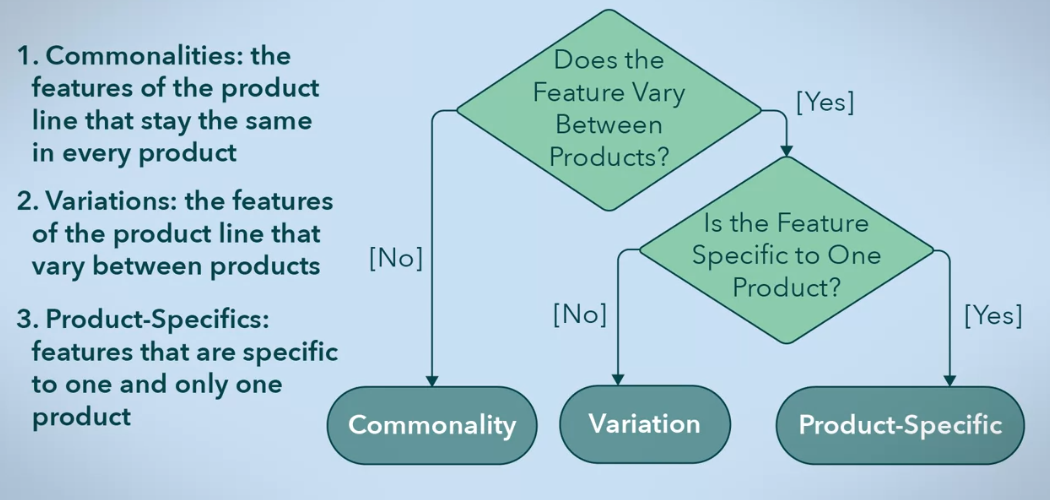 1. Commonalities: the
features of the product
line that stay the same
in every product
2. Variations: the features
of the product line that
vary between products
3. Product-Specifics:
features that are specific
to one and only one
product
Does the
Feature Vary
Between
Products?
[Yes]
[No]
Is the Feature
Specific to One
Product?
[No]
[Yes]
Commonality
Variation
Product-Specific